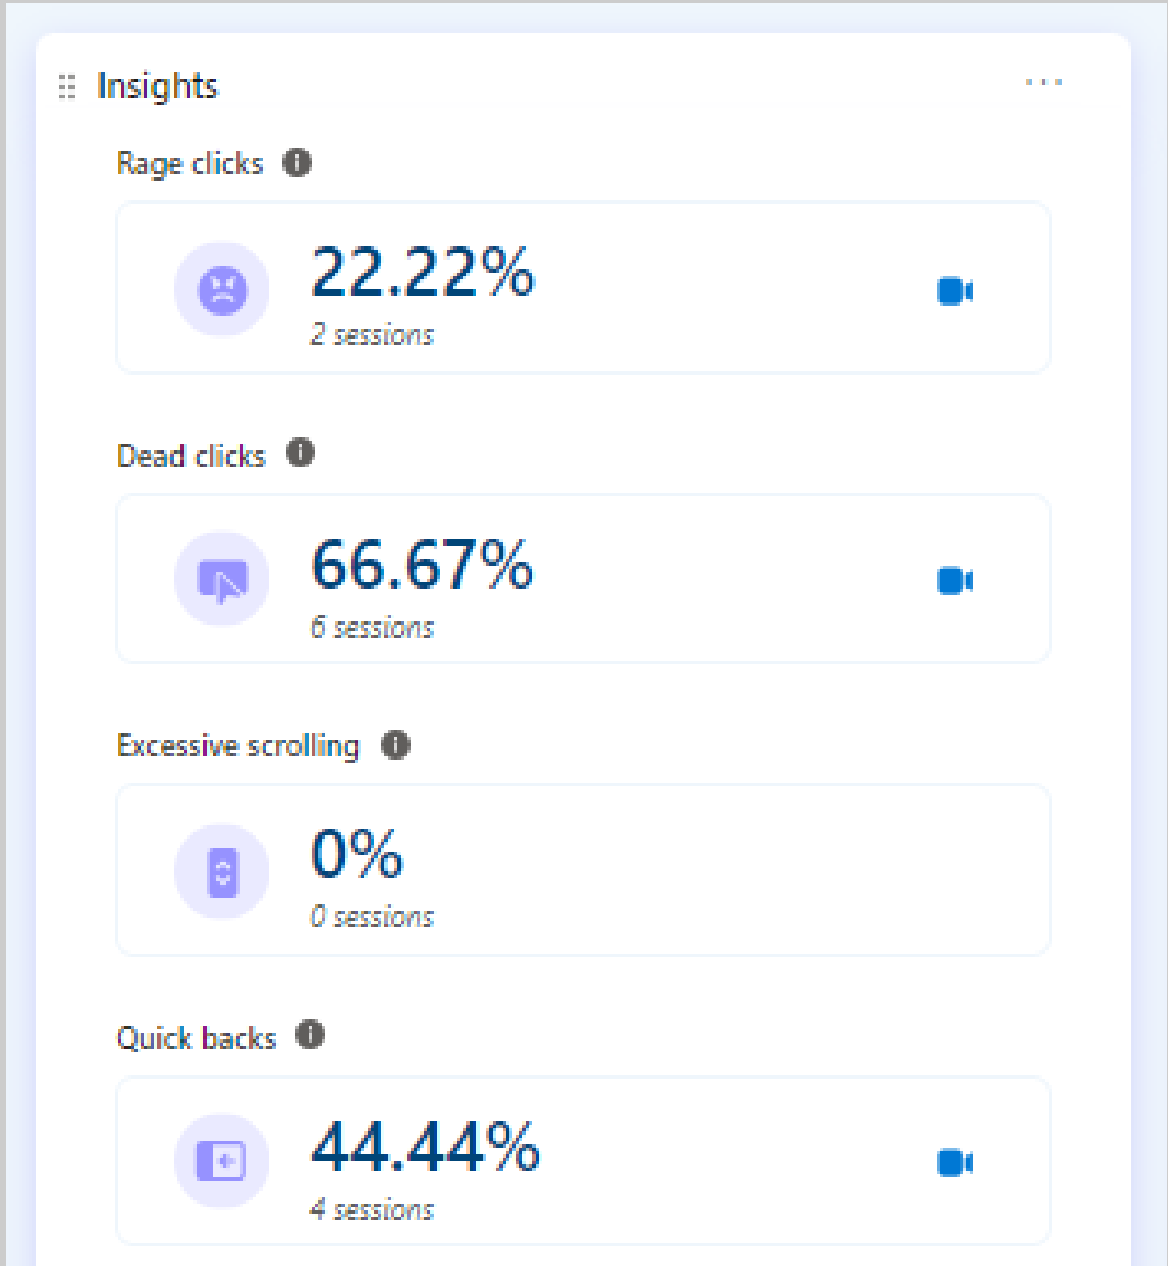 Insights
Rage clicks
22.22%
2 sessions
Dead clicks
66.67%
6 sessions
Excessive scrolling
0%
0 sessions
Quick backs
44.44%
4 sessions